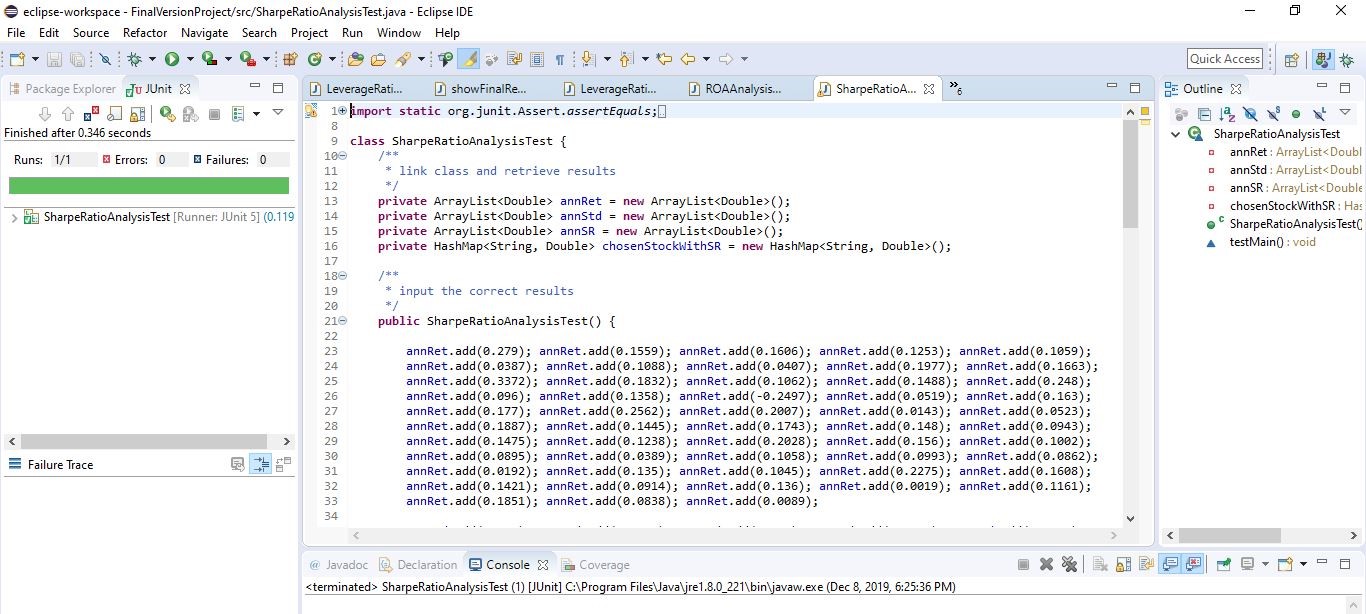 eclipse-workspace - FinalVersionProject/src/SharpeRatioAnalysisTest.java - Eclipse IDE
File Edit Source Refactor Navigate Search Project Run Window Help
Quick Access
Package Explorer JUnit
Finished after 0.346 seconds
Runs: 1/1 Errors: 0 Failures: 0
SharpeRatioAnalysisTest [Runner: JUnit 5] (0.119
Failure Trace
LeverageRati... showFinalRe... LeverageRati... ROAAnalysis... SharpeRatioA... »6
1 import static org.junit.Assert.assertEquals;
8
9 class SharpeRatioAnalysisTest {
10 /**
11 * link class and retrieve results
12 */
13 private ArrayList<Double> annRet = new ArrayList<Double>();
14 private ArrayList<Double> annStd = new ArrayList<Double>();
15 private ArrayList<Double> annSR = new ArrayList<Double>();
16 private HashMap<String, Double> chosenStockWithSR = new HashMap<String, Double>();
17
18 /**
19 * input the correct results
20 */
21 public SharpeRatioAnalysisTest() {
22
23 annRet.add(0.279); annRet.add(0.1559); annRet.add(0.1606); annRet.add(0.1253); annRet.add(0.1059);
24 annRet.add(0.0387); annRet.add(0.1088); annRet.add(0.0407); annRet.add(0.1977); annRet.add(0.1663);
25 annRet.add(0.3372); annRet.add(0.1832); annRet.add(0.1062); annRet.add(0.1488); annRet.add(0.248);
26 annRet.add(0.096); annRet.add(0.1358); annRet.add(-0.2497); annRet.add(0.0519); annRet.add(0.163);
27 annRet.add(0.177); annRet.add(0.2562); annRet.add(0.2007); annRet.add(0.0143); annRet.add(0.0523);
28 annRet.add(0.1887); annRet.add(0.1445); annRet.add(0.1743); annRet.add(0.148); annRet.add(0.0943);
29 annRet.add(0.1475); annRet.add(0.1238); annRet.add(0.2028); annRet.add(0.156); annRet.add(0.1002);
30 annRet.add(0.0895); annRet.add(0.0389); annRet.add(0.1058); annRet.add(0.0993); annRet.add(0.0862);
31 annRet.add(0.0192); annRet.add(0.135); annRet.add(0.1045); annRet.add(0.2275); annRet.add(0.1608);
32 annRet.add(0.1421); annRet.add(0.0914); annRet.add(0.136); annRet.add(0.0019); annRet.add(0.1161);
33 annRet.add(0.1851); annRet.add(0.0838); annRet.add(0.0089);
34
Outline
SharpeRatioAnalysisTest
annRet : ArrayList<Doubl
annStd : ArrayList<Doubl
annSR : ArrayList<Double
chosenStockWithSR : Has
SharpeRatioAnalysisTest(
testMain() : void
@ Javadoc Declaration Console Coverage
<terminated> SharpeRatioAnalysisTest (1) [JUnit] C:\Program Files\Java\jre1.8.0_221\bin\javaw.exe (Dec 8, 2019, 6:25:36 PM)